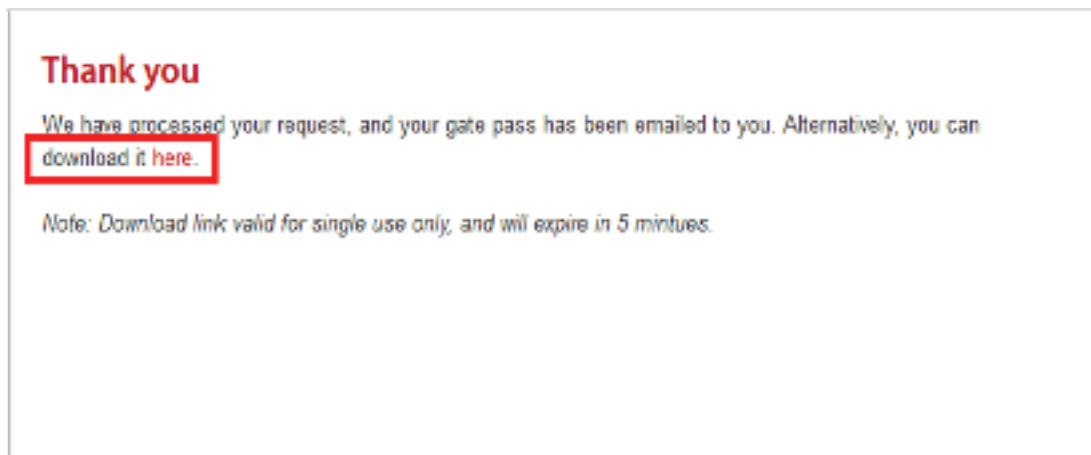 Thank you
We have processed your request, and your gate pass has been emailed to you. Alternatively, you can
download it here.
Note: Download link valid for single use only, and will expire in 5 mintues.